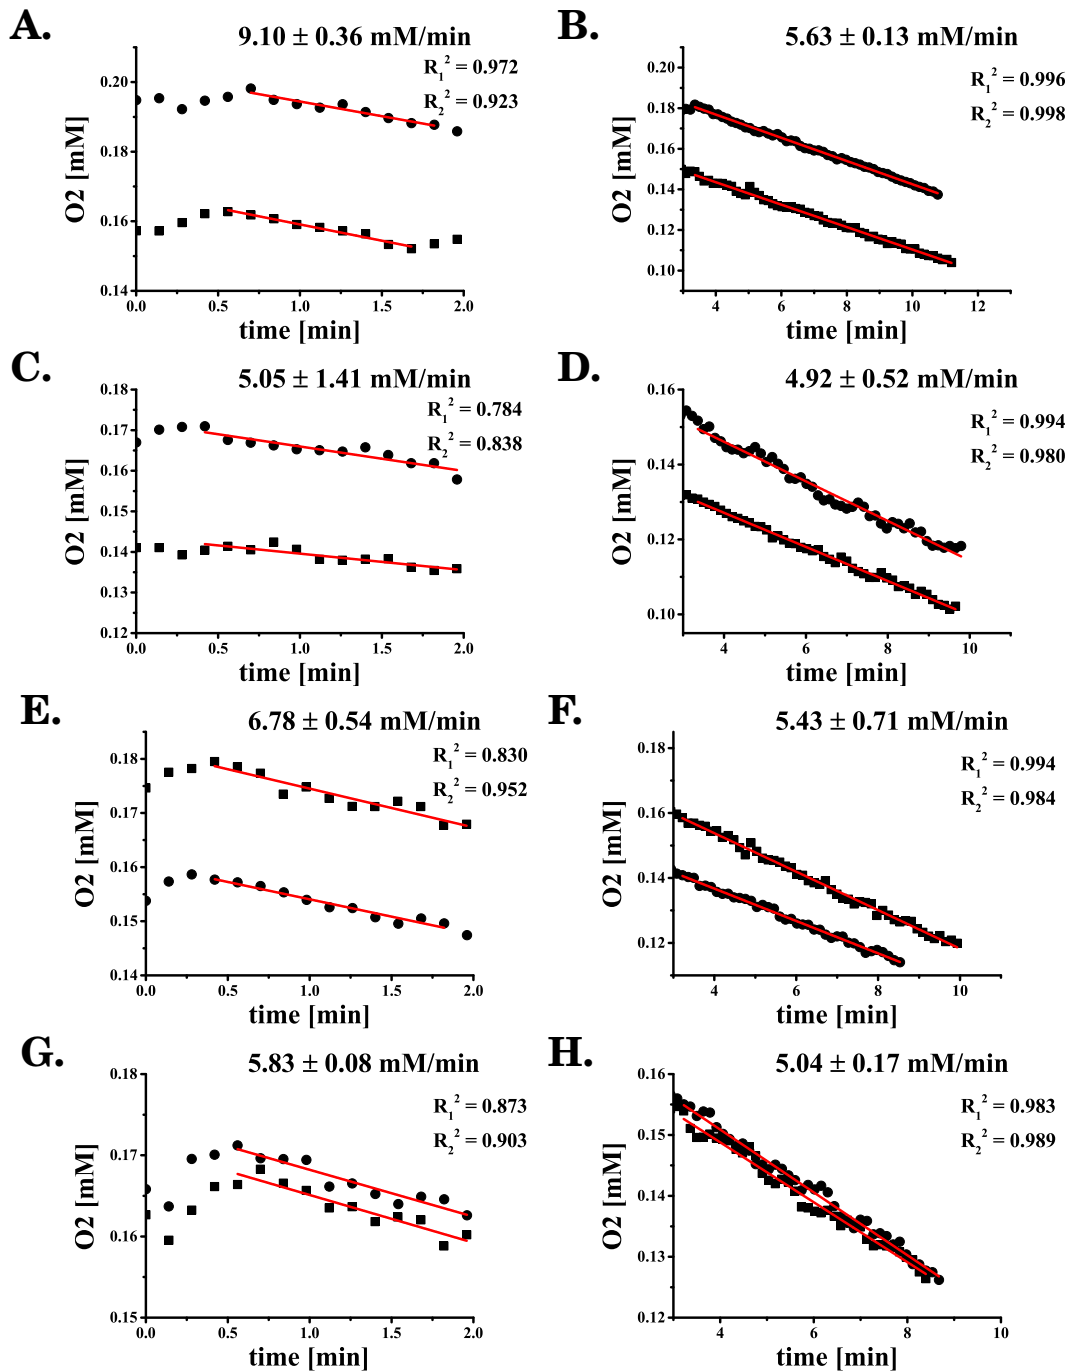 A.
9.10 ± 0.36 mM/min
R₁² = 0.972
R₂² = 0.923
0.20
0.18
0.16
0.14
O2 [mM]
0.0 0.5 1.0 1.5 2.0
time [min]
B.
5.63 ± 0.13 mM/min
R₁² = 0.996
R₂² = 0.998
0.20
0.18
0.16
0.14
0.12
0.10
O2 [mM]
4 6 8 10 12
time [min]
C.
5.05 ± 1.41 mM/min
R₁² = 0.784
R₂² = 0.838
0.18
0.17
0.16
0.15
0.14
0.13
0.12
O2 [mM]
0.0 0.5 1.0 1.5 2.0
time [min]
D.
4.92 ± 0.52 mM/min
R₁² = 0.994
R₂² = 0.980
0.16
0.14
0.12
0.10
O2 [mM]
4 6 8 10
time [min]
E.
6.78 ± 0.54 mM/min
R₁² = 0.830
R₂² = 0.952
0.18
0.17
0.16
0.15
0.14
O2 [mM]
0.0 0.5 1.0 1.5 2.0
time [min]
F.
5.43 ± 0.71 mM/min
R₁² = 0.994
R₂² = 0.984
0.18
0.16
0.14
0.12
O2 [mM]
4 6 8 10
time [min]
G.
5.83 ± 0.08 mM/min
R₁² = 0.873
R₂² = 0.903
0.18
0.17
0.16
0.15
O2 [mM]
0.0 0.5 1.0 1.5 2.0
time [min]
H.
5.04 ± 0.17 mM/min
R₁² = 0.983
R₂² = 0.989
0.16
0.15
0.14
0.13
0.12
O2 [mM]
4 6 8 10
time [min]